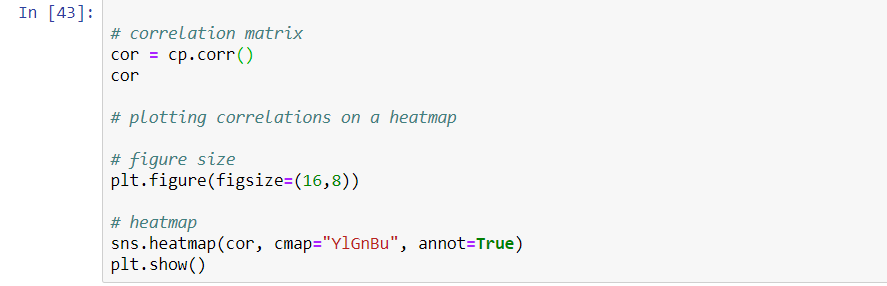 In [43]:
# correlation matrix
cor = cp.corr()
cor
# plotting correlations on a heatmap
# figure size
plt.figure(figsize=(16,8))
# heatmap
sns.heatmap(cor, cmap="YlGnBu", annot=True)
plt.show()